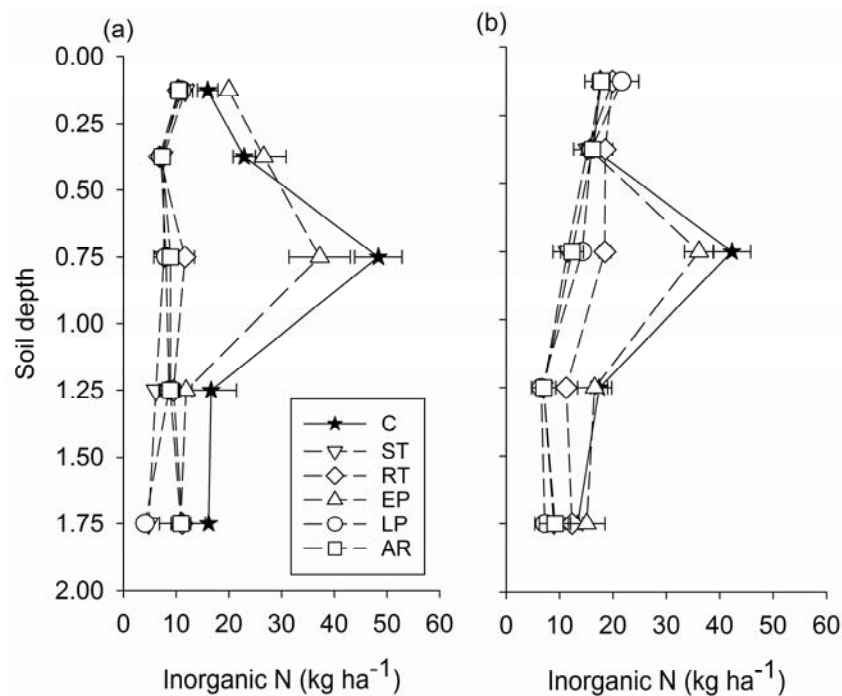 (a)
(b)
0.00
0.25
0.50
0.75
1.00
1.25
1.50
1.75
2.00
Soil depth
C
ST
RT
EP
LP
AR
0 10 20 30 40 50 60
0 10 20 30 40 50 60
Inorganic N (kg ha⁻¹)
Inorganic N (kg ha⁻¹)